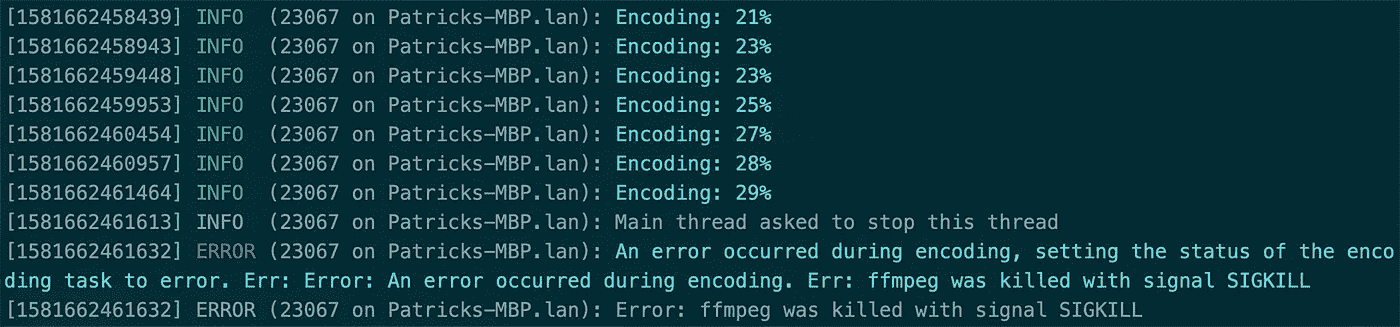 [1581662458439] INFO  (23067 on Patricks-MBP.lan): Encoding: 21%
[1581662458943] INFO  (23067 on Patricks-MBP.lan): Encoding: 23%
[1581662459448] INFO  (23067 on Patricks-MBP.lan): Encoding: 23%
[1581662459953] INFO  (23067 on Patricks-MBP.lan): Encoding: 25%
[1581662460454] INFO  (23067 on Patricks-MBP.lan): Encoding: 27%
[1581662460957] INFO  (23067 on Patricks-MBP.lan): Encoding: 28%
[1581662461464] INFO  (23067 on Patricks-MBP.lan): Encoding: 29%
[1581662461613] INFO  (23067 on Patricks-MBP.lan): Main thread asked to stop this thread
[1581662461632] ERROR (23067 on Patricks-MBP.lan): An error occurred during encoding, setting the status of the enco
ding task to error. Err: Error: An error occurred during encoding. Err: ffmpeg was killed with signal SIGKILL
[1581662461632] ERROR (23067 on Patricks-MBP.lan): Error: ffmpeg was killed with signal SIGKILL